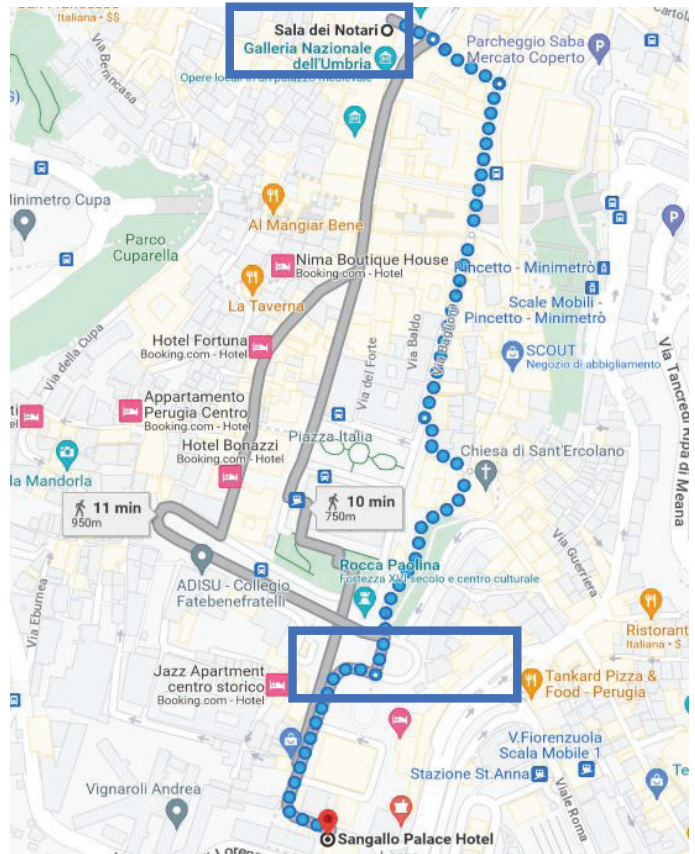 Italiana • $$
Sala dei Notari
Galleria Nazionale
dell'Umbria
Opere locali in un palazzo medievale
Parcheggio Saba
Mercato Coperto
P
Via Berancasa
Minimetro Cupa
Parco
Cuparella
Al Mangiar Bene
P
Nima Boutique House
Booking.com - Hotel
La Taverna
Pincetto - Minimetrò
Scale Mobili -
Pincetto - Minimetrò
Via della Cupa
Hotel Fortuna
Booking.com - Hotel
Via del Forte
Via Baldo
Via Baglioni
SCOUT
Negozio di abbigliamento
Via Tancredi Ripa di Meana
Appartamento
Perugia Centro
Booking.com - Hotel
Piazza Italia
Hotel Bonazzi
Booking.com - Hotel
Chiesa di Sant'Ercolano
la Mandorla
11 min
950m
10 min
750m
Via Eburnea
ADISU - Collegio
Fatebenefratelli
Rocca Paolina
Fortezza XVI secolo e centro culturale
Via Guerriera
Ristorant
Italiana • $
Jazz Apartment
centro storico
Booking.com - Hotel
Tankard Pizza &
Food - Perugia
V.Fiorenzuola
Scala Mobile 1
Stazione St.Anna
Viale Roma
Vignaroli Andrea
Sangallo Palace Hotel